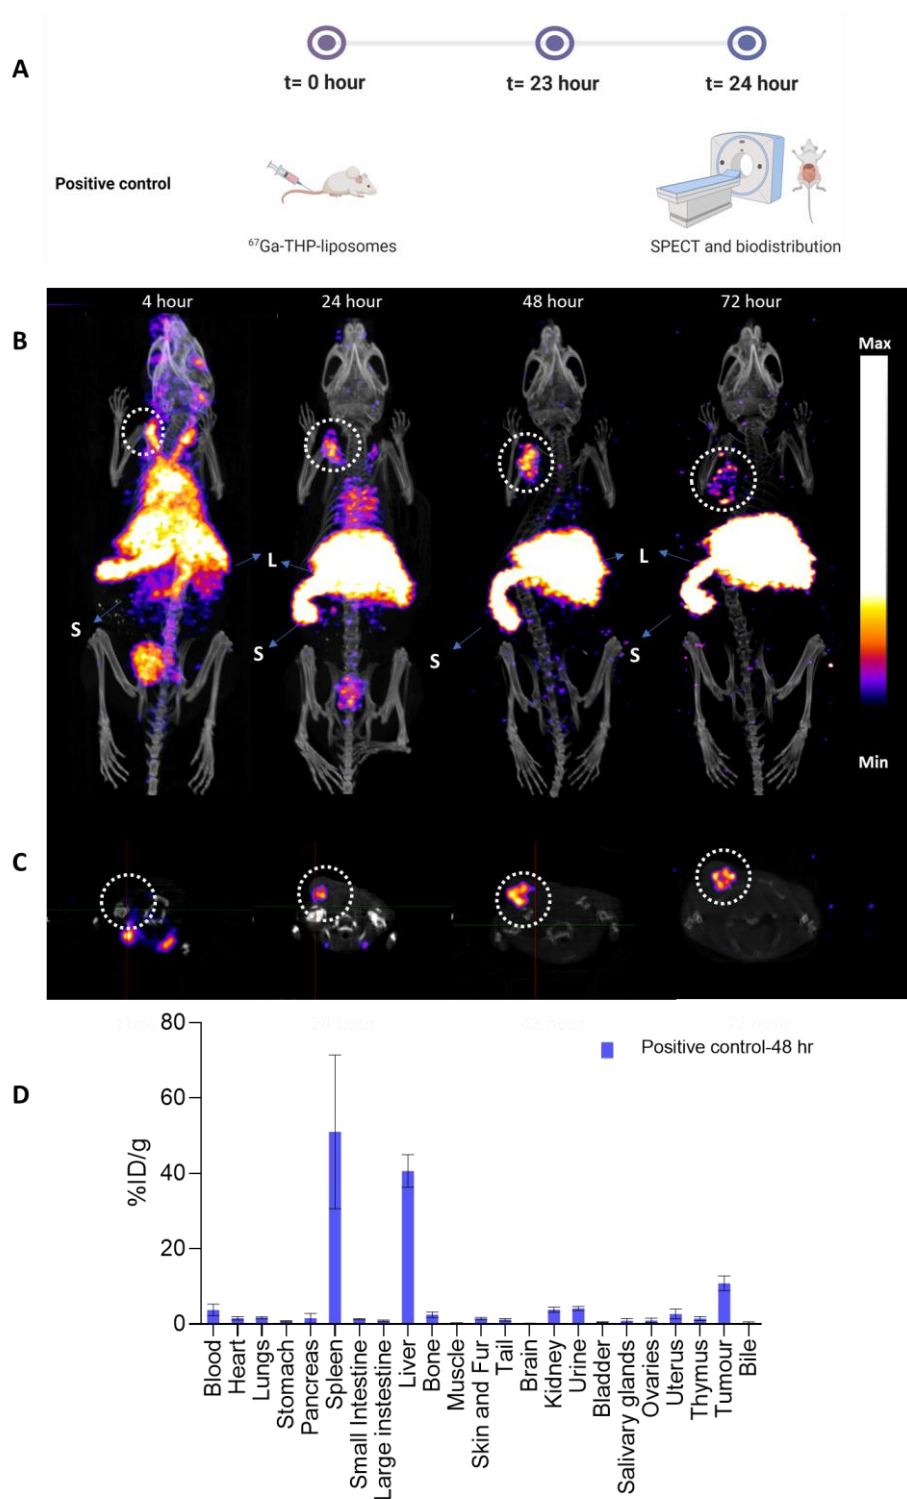 A
t= 0 hour
t= 23 hour
t= 24 hour
Positive control
⁶⁷Ga-THP-liposomes
SPECT and biodistribution
B
4 hour
24 hour
48 hour
72 hour
Max
L
L
S
S
S
S
Min
C
D
80
60
40
20
0
%ID/g
Positive control-48 hr
Blood
Heart
Lungs
Stomach
Pancreas
Spleen
Small Intestine
Large instestine
Liver
Bone
Muscle
Skin and Fur
Tail
Brain
Kidney
Urine
Bladder
Salivary glands
Ovaries
Uterus
Thymus
Tumour
Bile